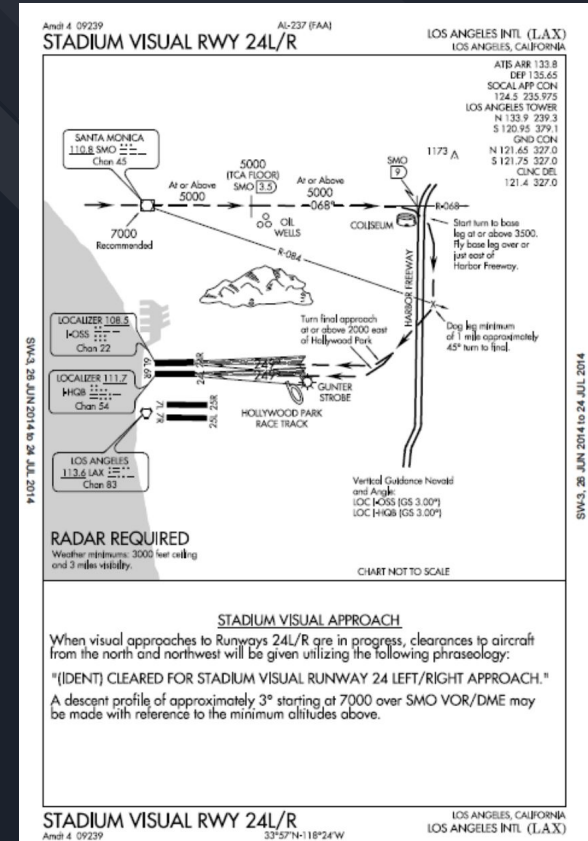 Amdt 4 09239
AL-237 (FAA)
STADIUM VISUAL RWY 24L/R
LOS ANGELES INTL (LAX)
LOS ANGELES, CALIFORNIA
ATIS ARR 133.8
DEP 135.65
SOCAL APP CON
124.5 235.975
LOS ANGELES TOWER
N 133.9 239.3
S 120.95 379.1
GND CON
N 121.65 327.0
S 121.75 327.0
CLNC DEL
121.4 327.0
SANTA MONICA
110.8 SMO
Chan 45
7000
Recommended
At or Above
5000
5000
(TCA FLOOR)
SMO 3.5
At or Above
5000
068°
OIL
WELLS
R-084
SMO
9
1173
R-068
COLISEUM
HARBOR FREEWAY
Start turn to base
leg at or above 3500.
Fly base leg over or
just east of
Harbor Freeway.
Turn final approach
at or above 2000 east
of Hollywood Park
Dog leg minimum
of 1 mile approximately
45° turn to final.
LOCALIZER 108.5
I-OSS
Chan 22
LOCALIZER 111.7
I-HQB
Chan 54
LOS ANGELES
113.6 LAX
Chan 83
6L 6R
249°
249°
7L 7R
25L 25R
GUNTER
STROBE
HOLLYWOOD PARK
RACE TRACK
Vertical Guidance Navaid
and Angle:
LOC I-OSS (GS 3.00°)
LOC I-HQB (GS 3.00°)
RADAR REQUIRED
Weather minimums: 3000 feet ceiling
and 3 miles visibility.
CHART NOT TO SCALE
SW-3, 26 JUN 2014 to 24 JUL 2014
SW-3, 26 JUN 2014 to 24 JUL 2014
STADIUM VISUAL APPROACH
When visual approaches to Runways 24L/R are in progress, clearances to aircraft
from the north and northwest will be given utilizing the following phraseology:
"(IDENT) CLEARED FOR STADIUM VISUAL RUNWAY 24 LEFT/RIGHT APPROACH."
A descent profile of approximately 3° starting at 7000 over SMO VOR/DME may
be made with reference to the minimum altitudes above.
STADIUM VISUAL RWY 24L/R
Amdt 4 09239
33°57'N-118°24'W
LOS ANGELES, CALIFORNIA
LOS ANGELES INTL (LAX)